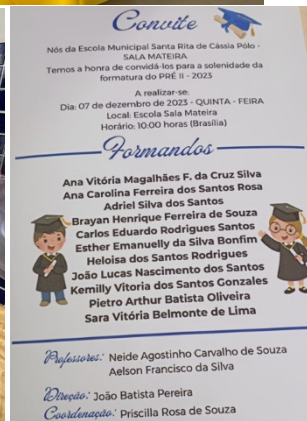 Convite
Nós da Escola Municipal Santa Rita de Cássia Pólo -
SALA MATEIRA
Temos a honra de convidá-los para a solenidade da
formatura do PRÉ II - 2023
A realizar-se:
Dia: 07 de dezembro de 2023 - QUINTA - FEIRA
Local: Escola Sala Mateira
Horário: 10:00 horas (Brasília)
Formandos
Ana Vitória Magalhães F. da Cruz Silva
Ana Carolina Ferreira dos Santos Rosa
Adriel Silva dos Santos
Brayan Henrique Ferreira de Souza
Carlos Eduardo Rodrigues Santos
Esther Emanuelly da Silva Bonfim
Heloisa dos Santos Rodrigues
João Lucas Nascimento dos Santos
Kemilly Vitoria dos Santos Gonzales
Pietro Arthur Batista Oliveira
Sara Vitória Belmonte de Lima
Professores: Neide Agostinho Carvalho de Souza
Aelson Francisco da Silva
Direção: João Batista Pereira
Coordenação: Priscilla Rosa de Souza